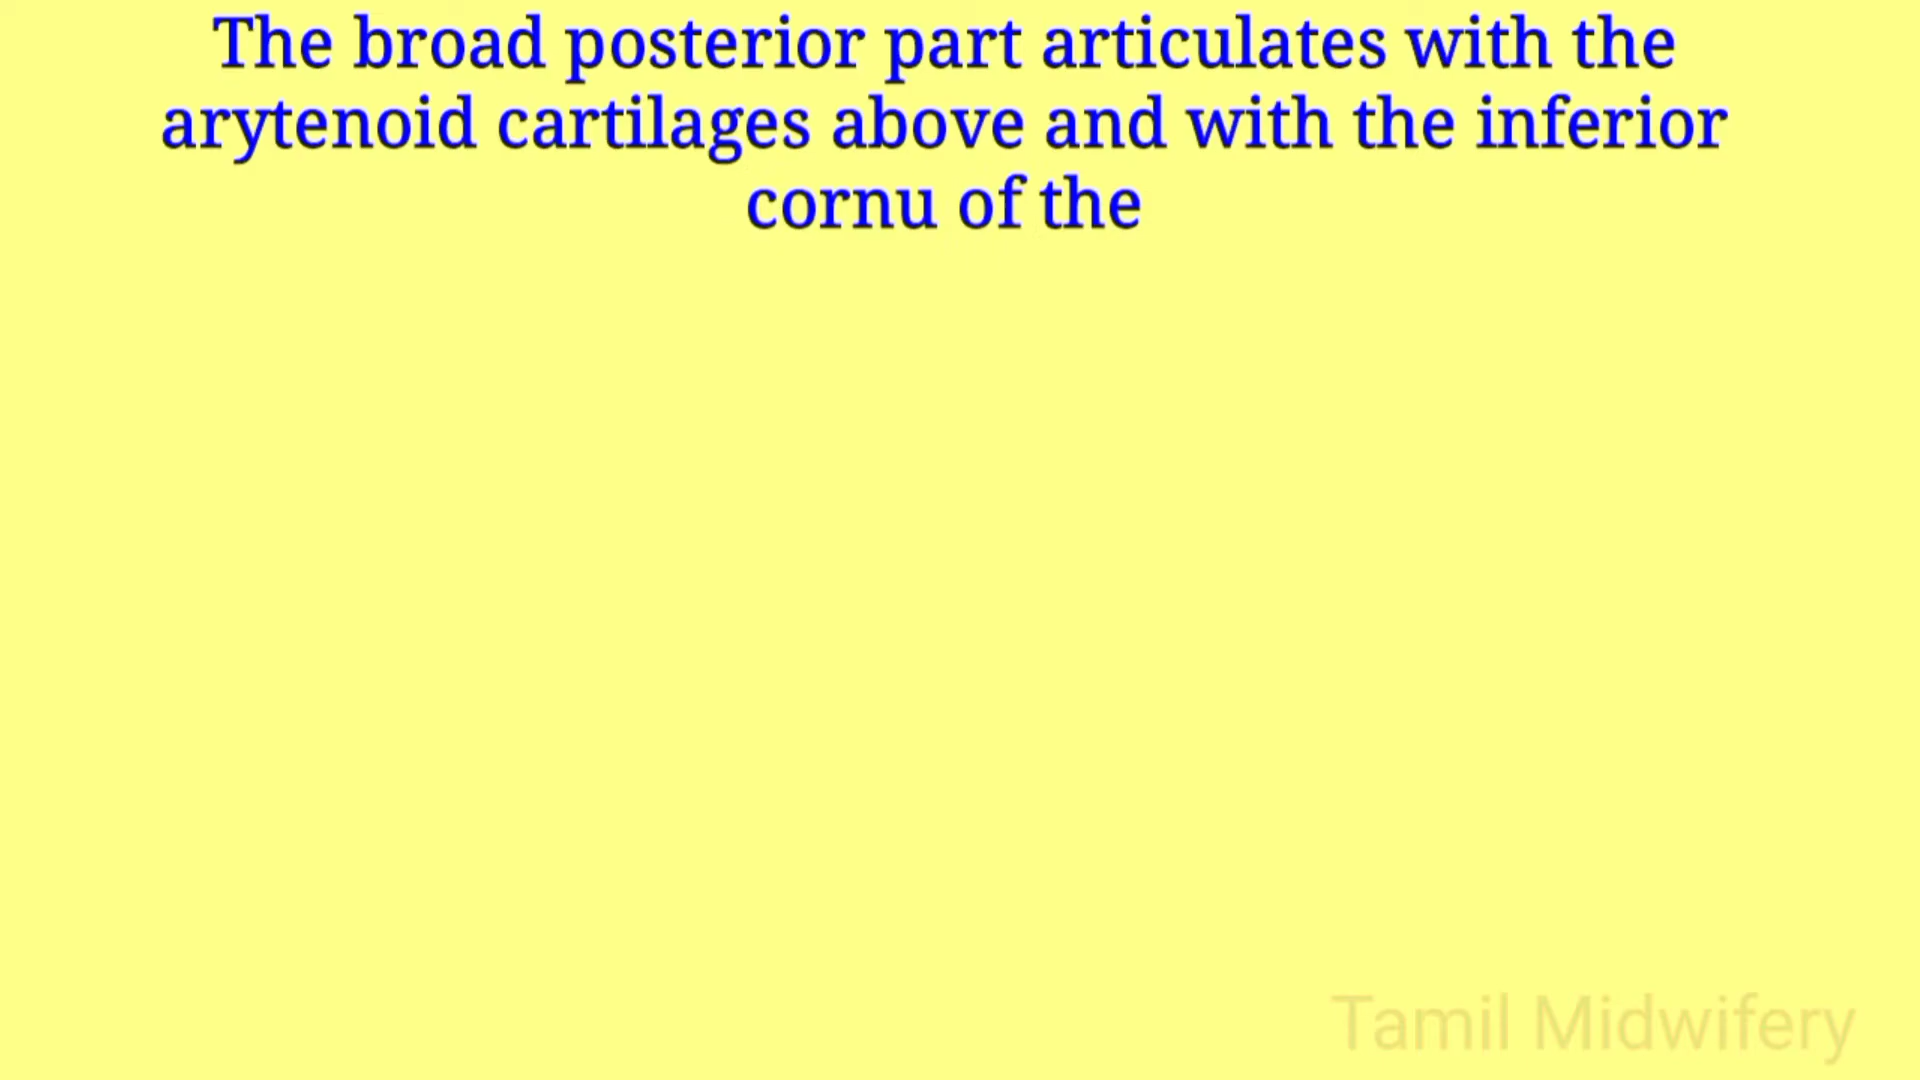 The broad posterior part articulates with the
arytenoid cartilages above and with the inferior
cornu of the
Tamil Midwifery